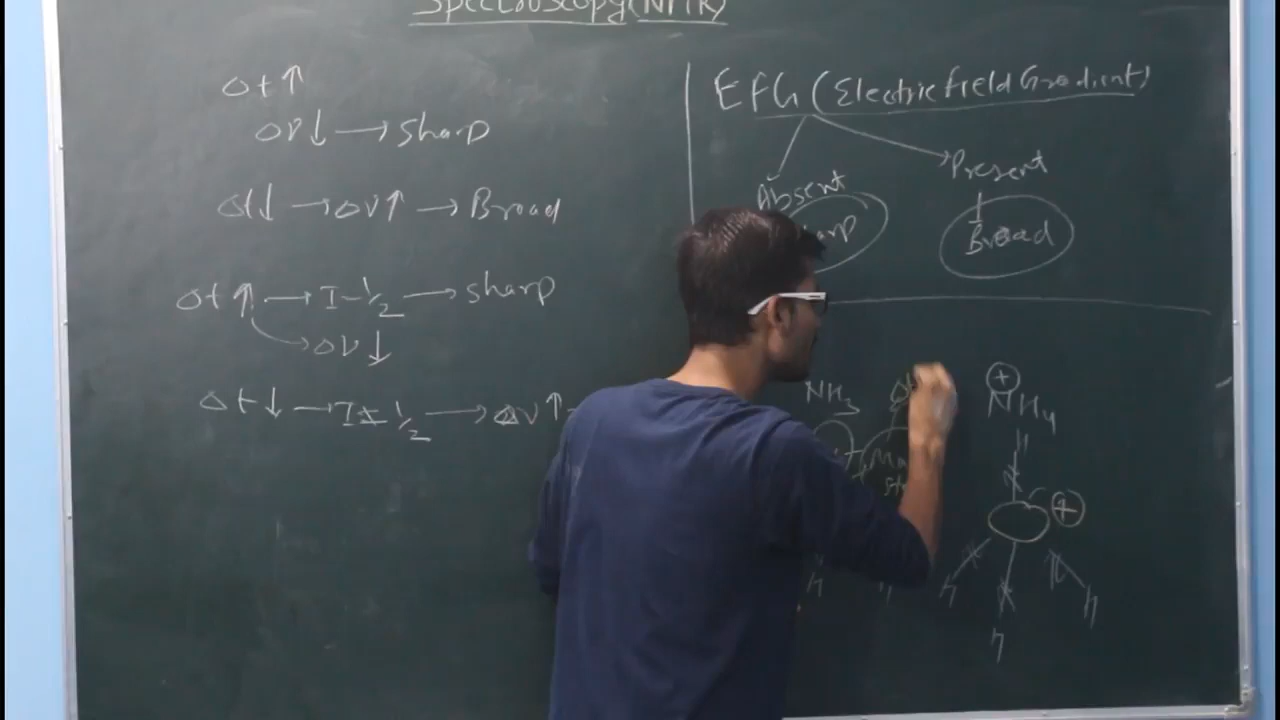 Spectroscopy(NMR)
Δt↑
Δν↓ → Sharp
Δt↓ → Δν↑ → Broad
Δt↑ → I-1/2 → sharp
Δν↓
Δt↓ → I± 1/2 → Δν↑
EFG (Electric field Gradient)
Absent
Present
arp
Broad
NH3
⊕
NH4
H
⊕
H
H
H
H
H